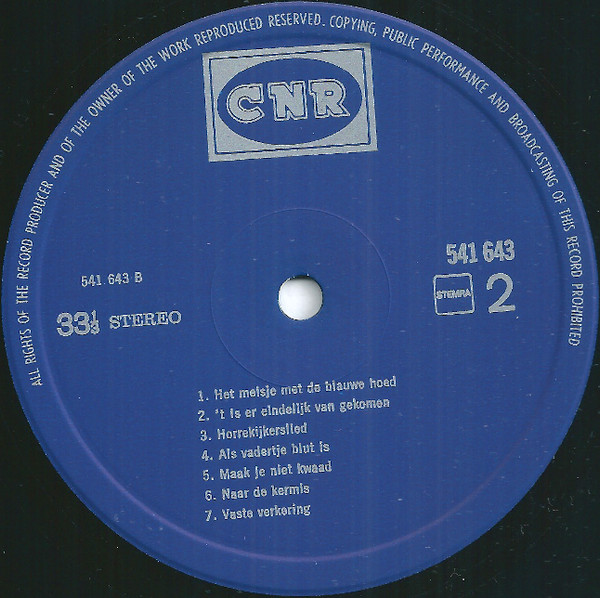 ALL RIGHTS OF THE RECORD PRODUCER AND OF THE OWNER OF THE WORK REPRODUCED RESERVED. COPYING, PUBLIC PERFORMANCE AND BROADCASTING OF THIS RECORD PROHIBITED
CNR
541 643 B
541 643
33⅓ STEREO
STEMRA 2
1. Het meisje met de blauwe hoed
2. 't Is er eindelijk van gekomen
3. Horrekijkerslied
4. Als vadertje blut is
5. Maak je niet kwaad
6. Naar de kermis
7. Vaste verkering